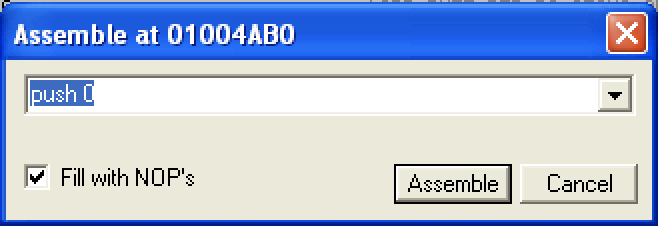 Assemble at 01004AB0
push 0
Fill with NOP's
Assemble
Cancel